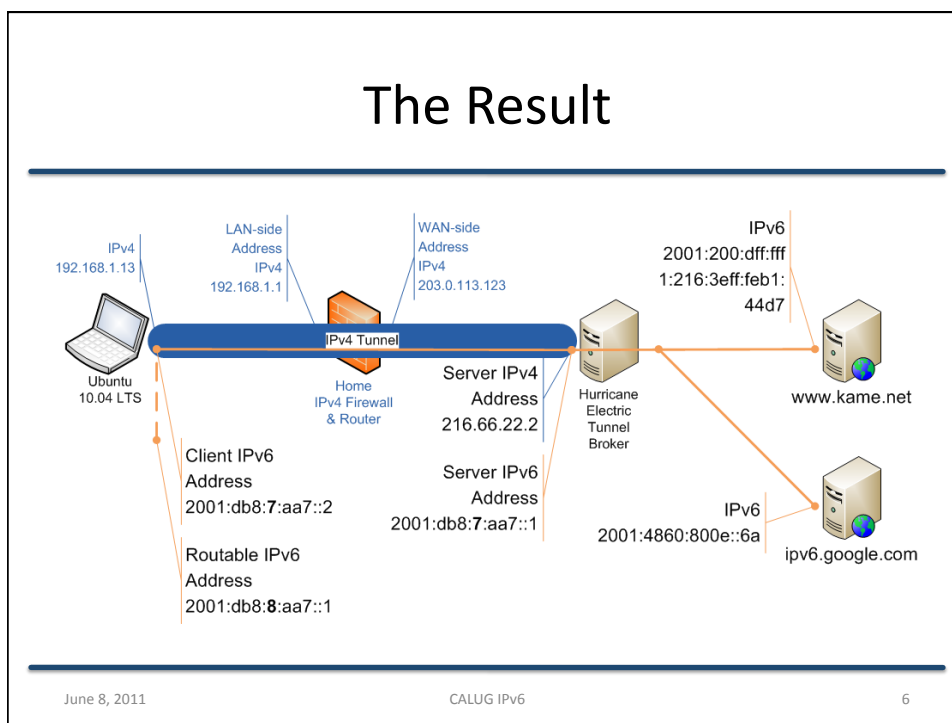 The Result
IPv4
192.168.1.13
LAN-side
Address
IPv4
192.168.1.1
WAN-side
Address
IPv4
203.0.113.123
IPv6
2001:200:dff:fff
1:216:3eff:feb1:
44d7
IPv4 Tunnel
Ubuntu
10.04 LTS
Home
IPv4 Firewall
& Router
Server IPv4
Address
216.66.22.2
Hurricane
Electric
Tunnel
Broker
www.kame.net
Client IPv6
Address
2001:db8:7:aa7::2
Server IPv6
Address
2001:db8:7:aa7::1
IPv6
2001:4860:800e::6a
ipv6.google.com
Routable IPv6
Address
2001:db8:8:aa7::1
June 8, 2011
CALUG IPv6
6